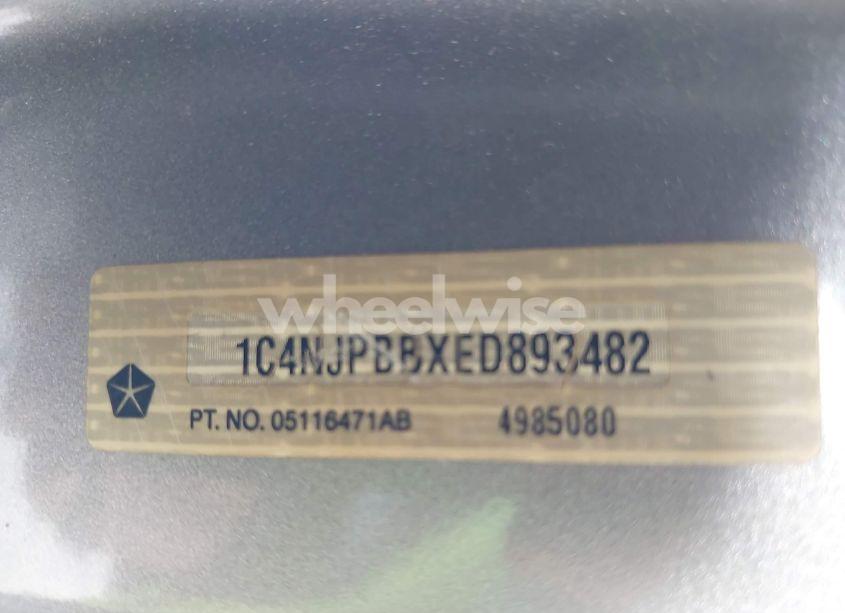 wheelwise
1C4NJPBBXED893482
PT. NO. 05116471AB 4985080